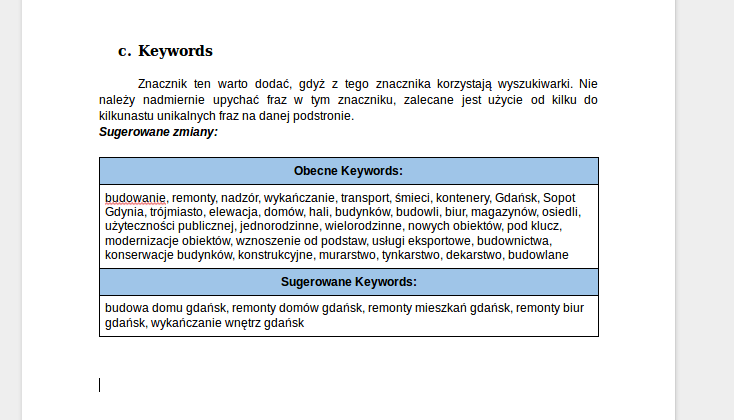 c. Keywords
Znacznik ten warto dodać, gdyż z tego znacznika korzystają wyszukiwarki. Nie
należy nadmiernie upychać fraz w tym znaczniku, zalecane jest użycie od kilku do
kilkunastu unikalnych fraz na danej podstronie.
Sugerowane zmiany:
Obecne Keywords:
budowanie, remonty, nadzór, wykańczanie, transport, śmieci, kontenery, Gdańsk, Sopot
Gdynia, trójmiasto, elewacja, domów, hali, budynków, budowli, biur, magazynów, osiedli,
użyteczności publicznej, jednorodzinne, wielorodzinne, nowych obiektów, pod klucz,
modernizacje obiektów, wznoszenie od podstaw, usługi eksportowe, budownictwa,
konserwacje budynków, konstrukcyjne, murarstwo, tynkarstwo, dekarstwo, budowlane
Sugerowane Keywords:
budowa domu gdańsk, remonty domów gdańsk, remonty mieszkań gdańsk, remonty biur
gdańsk, wykańczanie wnętrz gdańsk